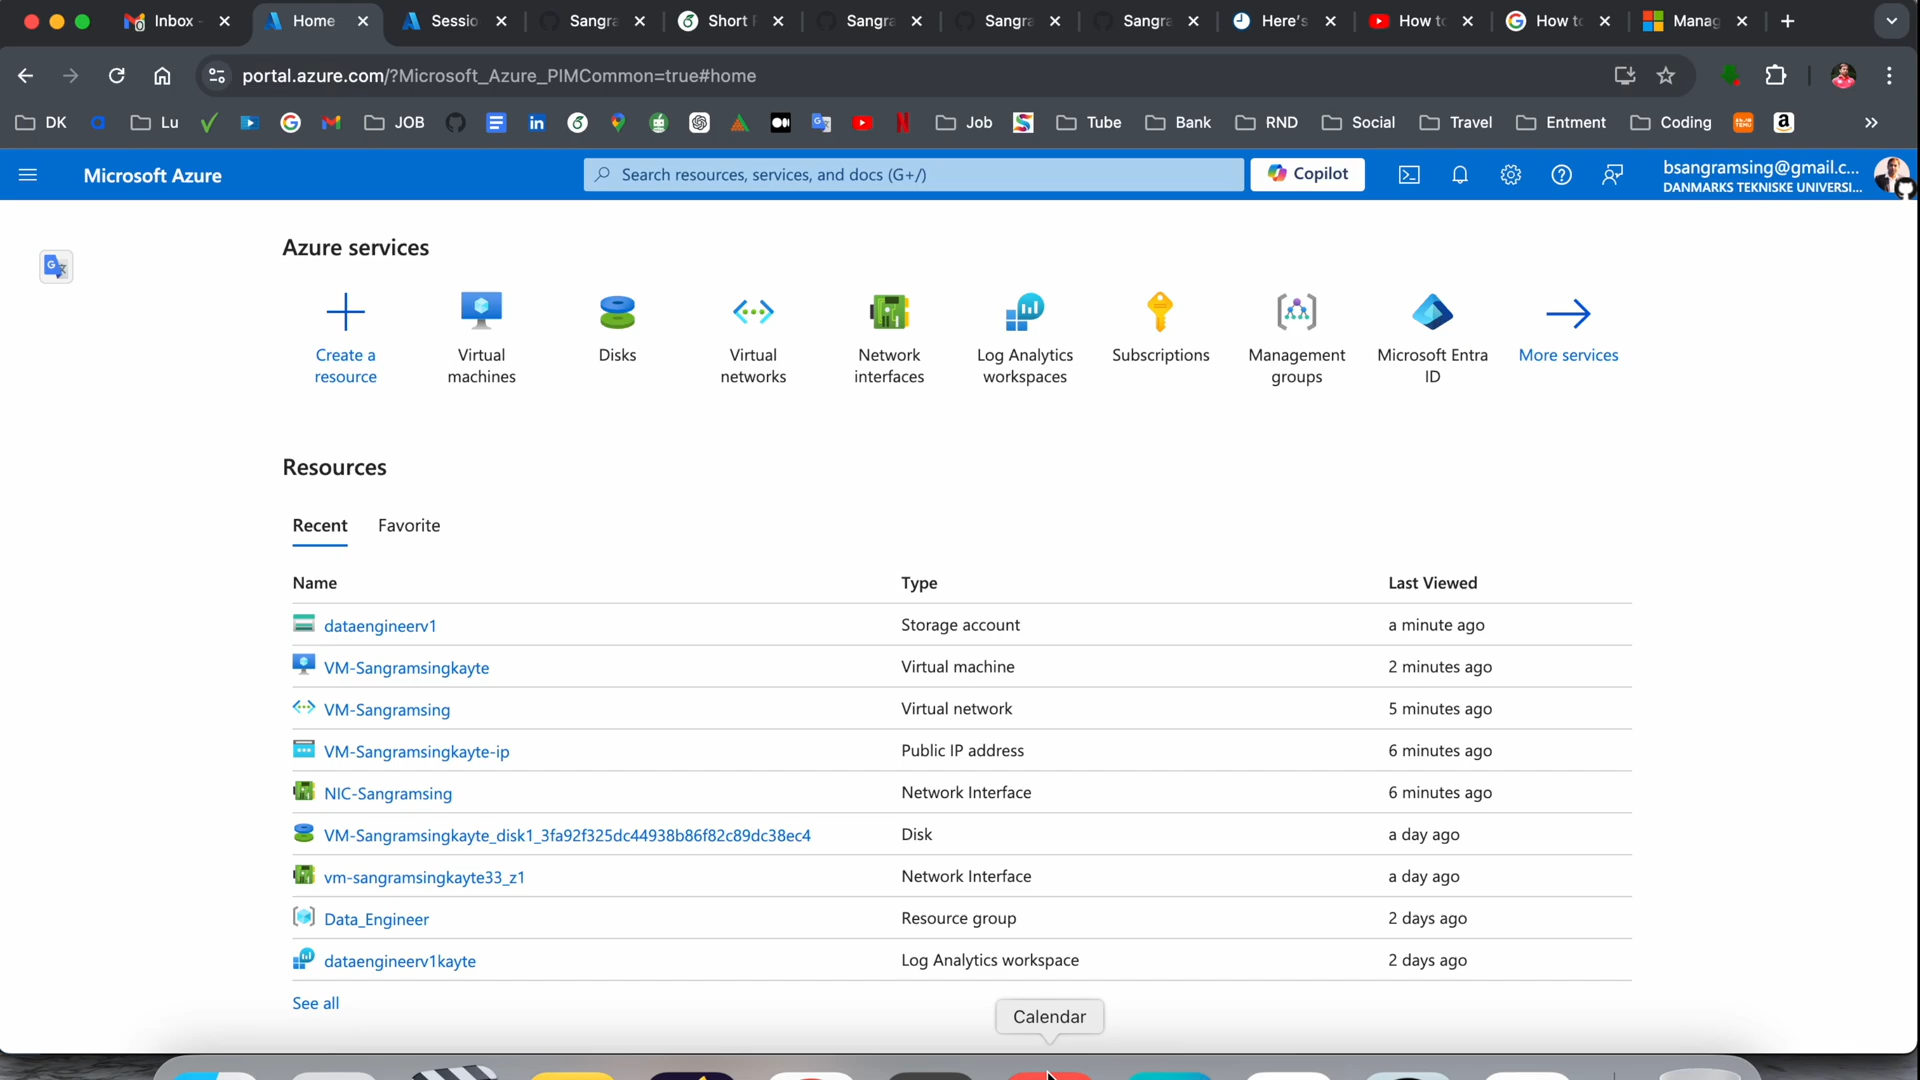 Inbox
Home
Sessio
Sangra
Short
Sangra
Sangra
Sangra
Here's
How to
How to
Manag
portal.azure.com/?Microsoft_Azure_PIMCommon=true#home
DK
Lu
JOB
Job
Tube
Bank
RND
Social
Travel
Entment
Coding
Microsoft Azure
Search resources, services, and docs (G+/)
Copilot
bsangramsing@gmail.c...
DANMARKS TEKNISKE UNIVERSI...
Azure services
Create a
resource
Virtual
machines
Disks
Virtual
networks
Network
interfaces
Log Analytics
workspaces
Subscriptions
Management
groups
Microsoft Entra
ID
More services
Resources
Recent Favorite
Name Type Last Viewed
dataengineerv1 Storage account a minute ago
VM-Sangramsingkayte Virtual machine 2 minutes ago
VM-Sangramsing Virtual network 5 minutes ago
VM-Sangramsingkayte-ip Public IP address 6 minutes ago
NIC-Sangramsing Network Interface 6 minutes ago
VM-Sangramsingkayte_disk1_3fa92f325dc44938b86f82c89dc38ec4 Disk a day ago
vm-sangramsingkayte33_z1 Network Interface a day ago
Data_Engineer Resource group 2 days ago
dataengineerv1kayte Log Analytics workspace 2 days ago
See all
Calendar